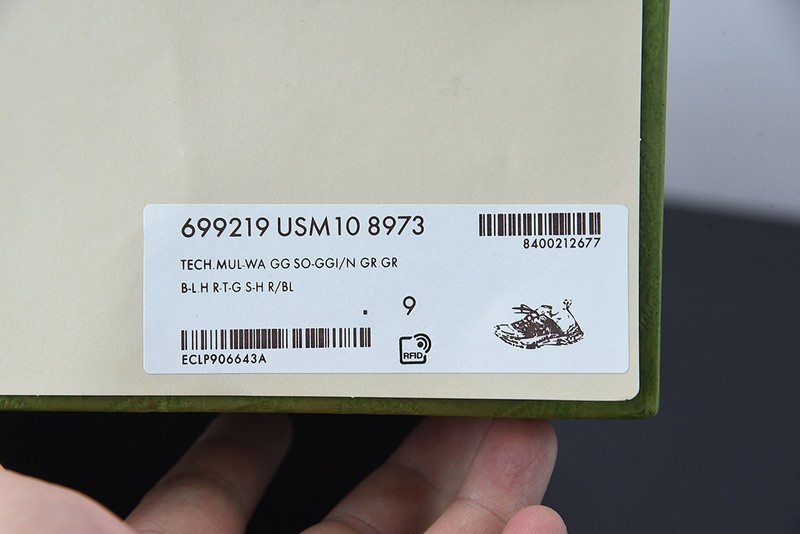 699219 USM10 8973
8400212677
TECH.MUL-WA GG SO-GGI/N GR.GR
B-L.H R-T-G S-H R/BL
. 9
ECLP906643A
RFID